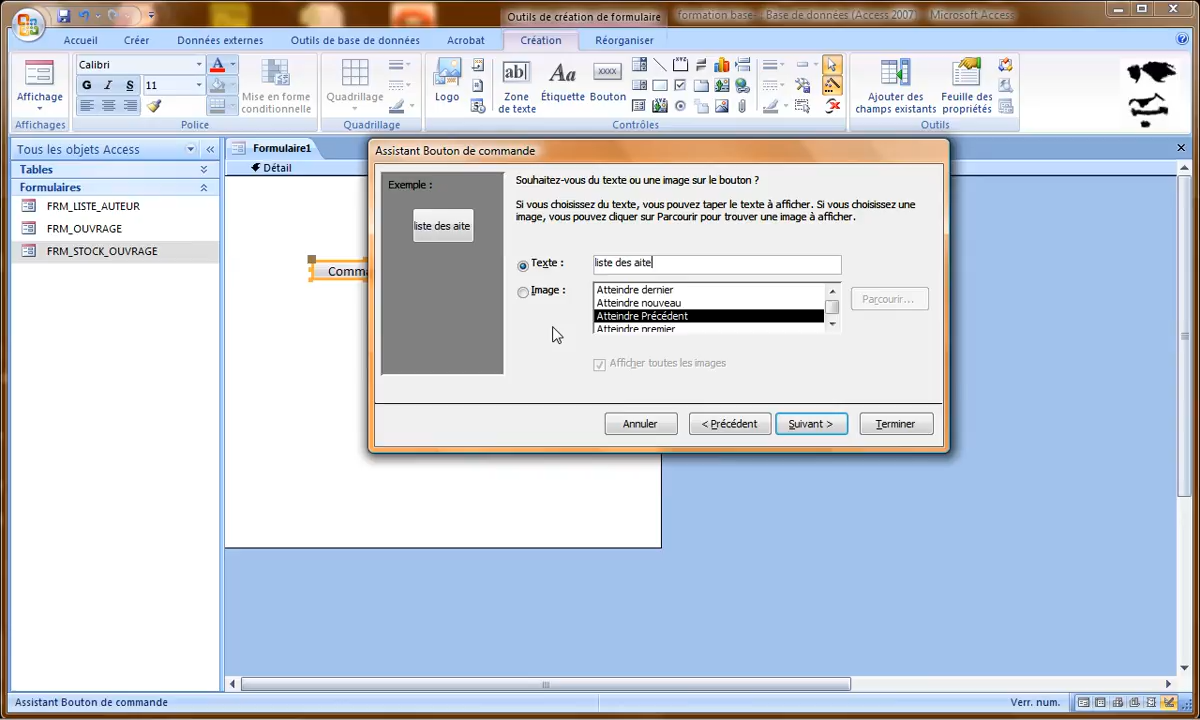 Outils de création de formulaire
formation base - Base de données (Access 2007) Microsoft Access
Accueil
Créer
Données externes
Outils de base de données
Acrobat
Création
Réorganiser
Affichage
Affichages
Calibri
G I S 11
Mise en forme
conditionnelle
Police
Quadrillage
Quadrillage
Logo
ab|
Zone
de texte
Aa
Étiquette
xxxx
Bouton
Contrôles
Ajouter des
champs existants
Feuille des
propriétés
Outils
Tous les objets Access
Tables
Formulaires
FRM_LISTE_AUTEUR
FRM_OUVRAGE
FRM_STOCK_OUVRAGE
Formulaire1
Détail
Comma
Assistant Bouton de commande
Exemple :
liste des aite
Souhaitez-vous du texte ou une image sur le bouton ?
Si vous choisissez du texte, vous pouvez taper le texte à afficher. Si vous choisissez une
image, vous pouvez cliquer sur Parcourir pour trouver une image à afficher.
Texte :
liste des aite
Image :
Atteindre dernier
Atteindre nouveau
Atteindre Précédent
Atteindre premier
Parcourir...
Afficher toutes les images
Annuler
< Précédent
Suivant >
Terminer
Assistant Bouton de commande
Verr. num.